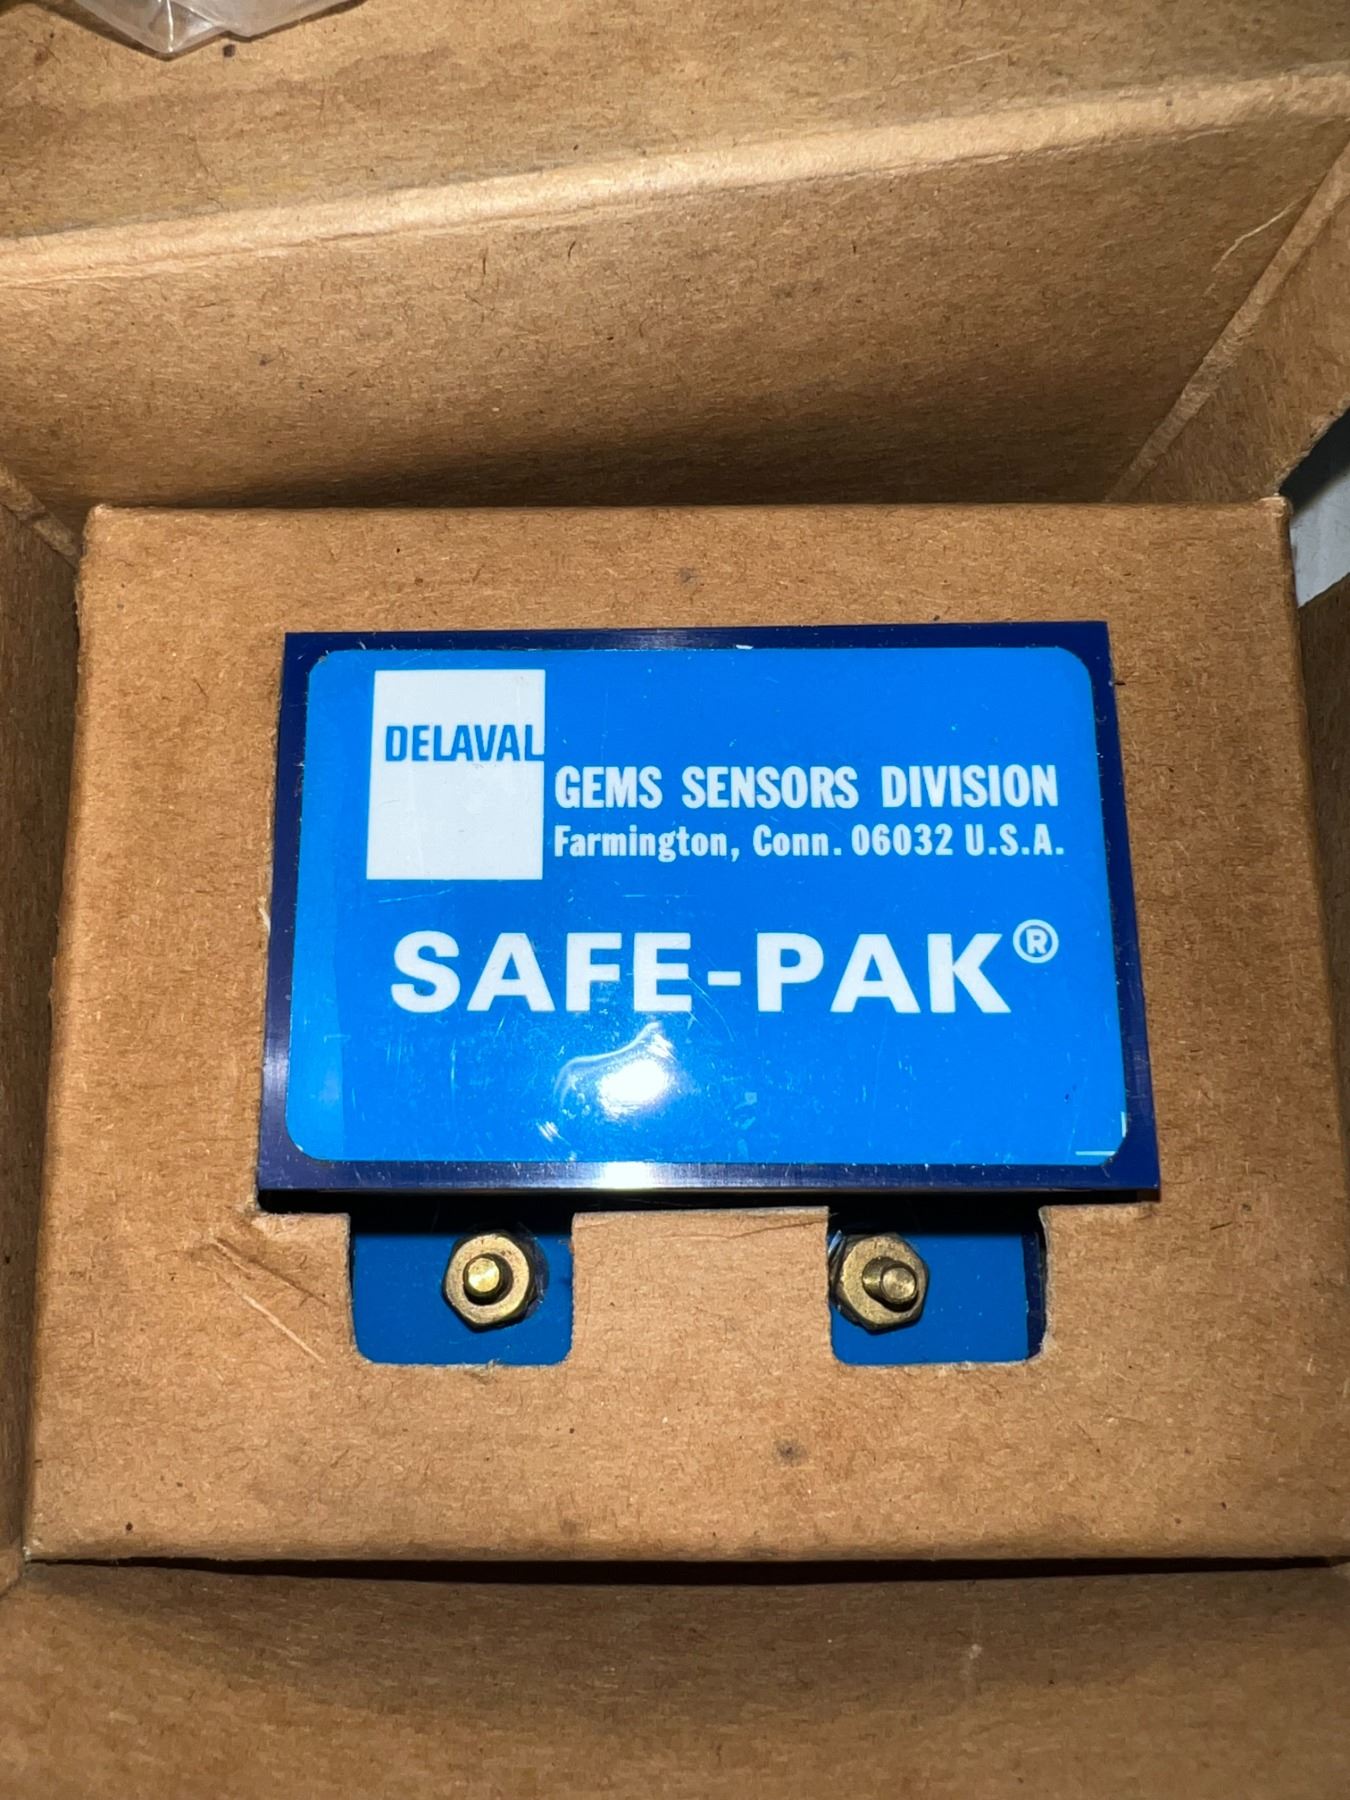 DELAVAL
GEMS SENSORS DIVISION
Farmington, Conn. 06032 U.S.A.
SAFE-PAK®